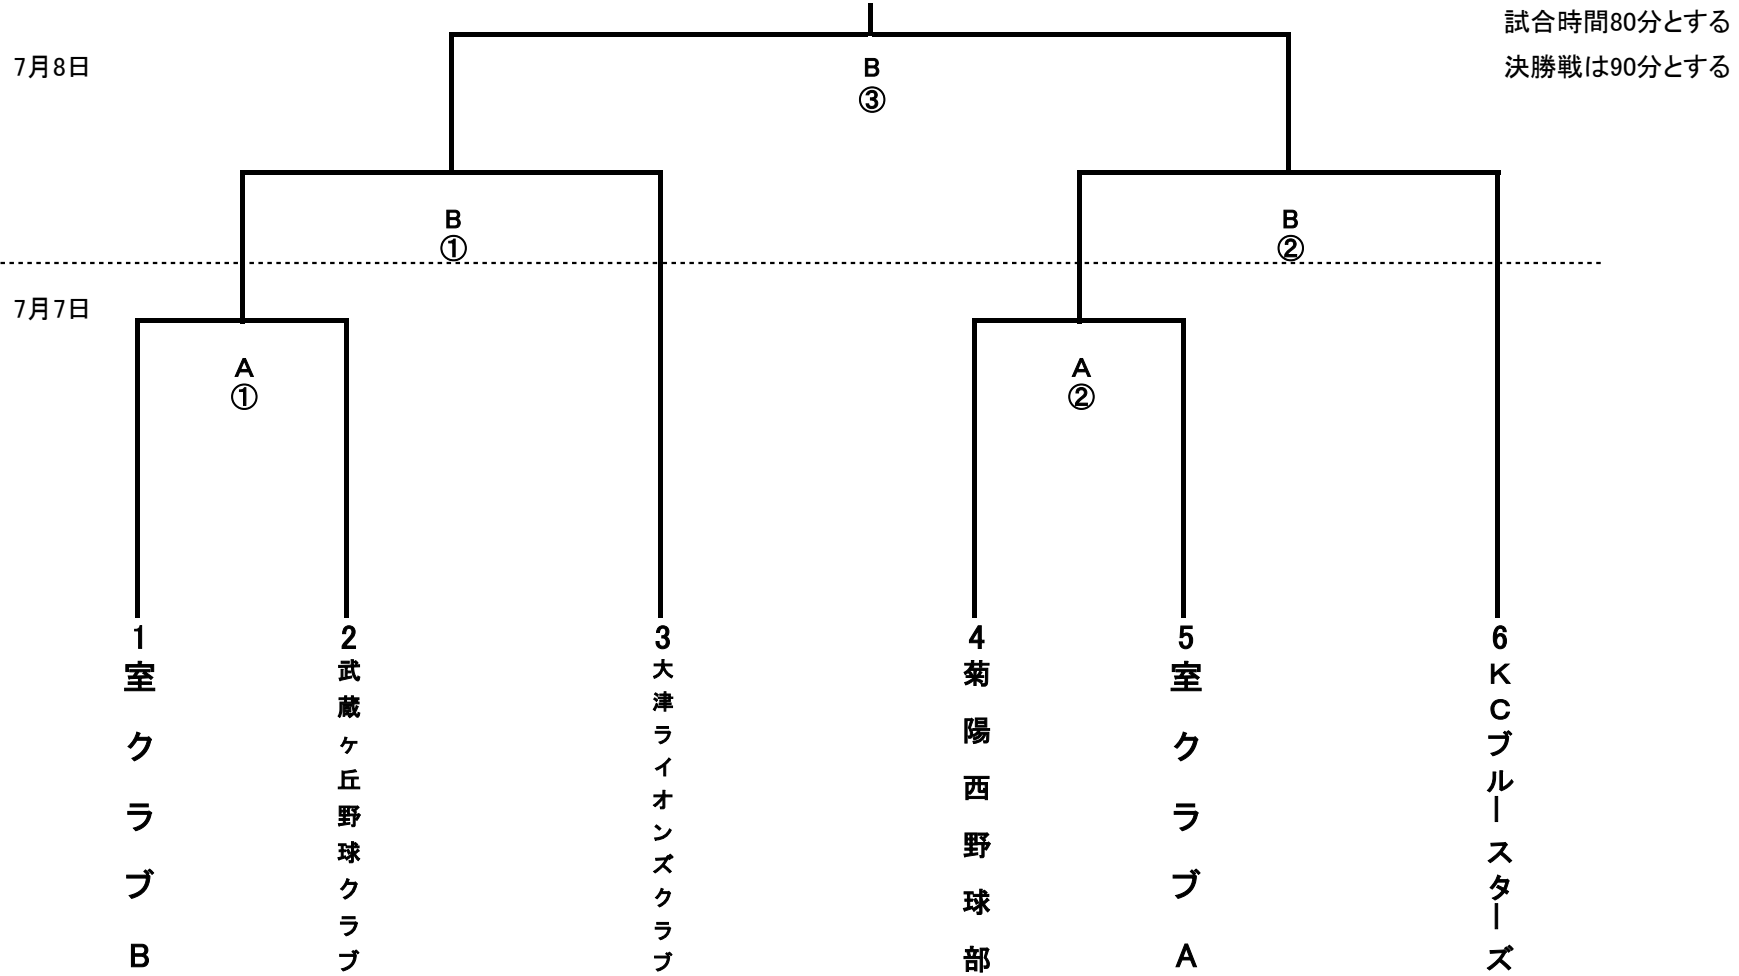 試合時間80分とする
7月8日
決勝戦は90分とする
B
③
B
①
B
②
7月7日
A
①
A
②
1
室クラブB
2
武蔵ヶ丘野球クラブ
3
大津ライオンズクラブ
4
菊陽西野球部
5
室クラブA
6
KCブルースターズ